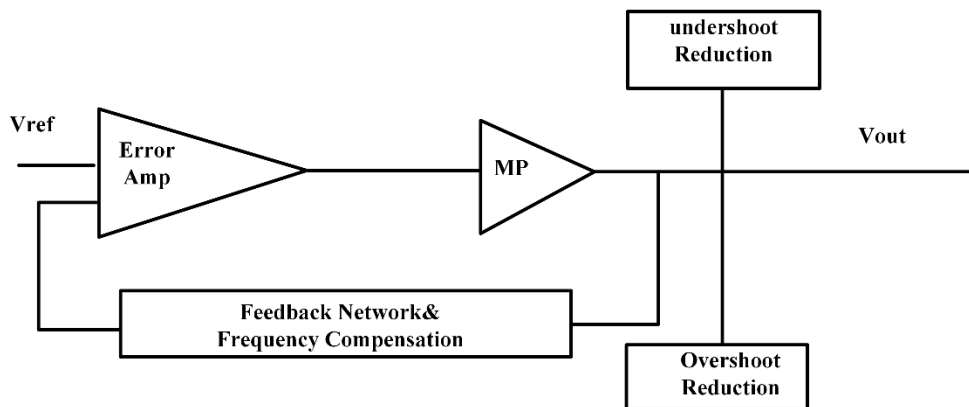 undershoot
Reduction
Vref
Error
Amp
MP
Vout
Feedback Network&
Frequency Compensation
Overshoot
Reduction